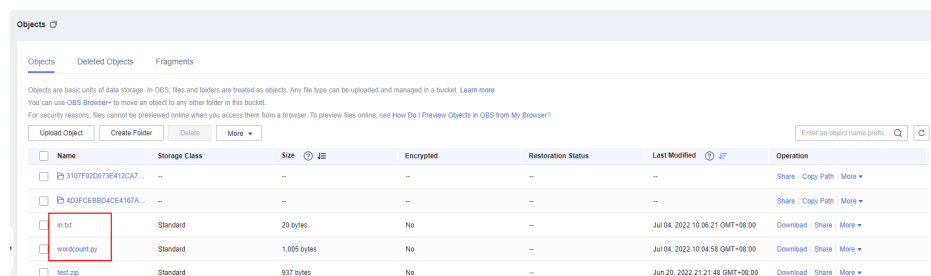 Objects
Objects Deleted Objects Fragments
Objects are basic units of data storage. In OBS, files and folders are treated as objects. Any file type can be uploaded and managed in a bucket. Learn more
You can use OBS Browser+ to move an object to any other folder in this bucket.
For security reasons, files cannot be previewed online when you access them from a browser. To preview files online, see How Do I Preview Objects in OBS from My Browser?
Upload Object Create Folder Delete More Enter an object name prefix.
Name Storage Class Size Encrypted Restoration Status Last Modified Operation
3107F02D073E412CA7... -- -- -- -- -- Share Copy Path More
4D3FCEBBD4CE4167A... -- -- -- -- -- Share Copy Path More
in.txt Standard 20 bytes No -- Jul 04, 2022 10:06:21 GMT+08:00 Download Share More
wordcount.py Standard 1,005 bytes No -- Jul 04, 2022 10:04:58 GMT+08:00 Download Share More
test.zip Standard 937 bytes No -- Jun 20, 2022 21:21:48 GMT+08:00 Download Share More